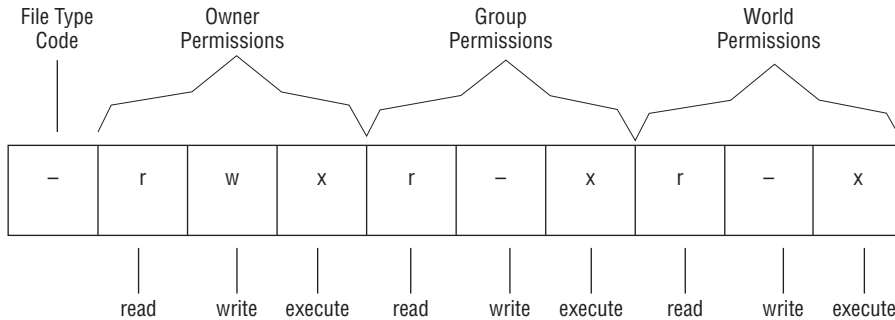 File Type
Code
Owner
Permissions
Group
Permissions
World
Permissions
– r w x r – x r – x
read write execute read write execute read write execute